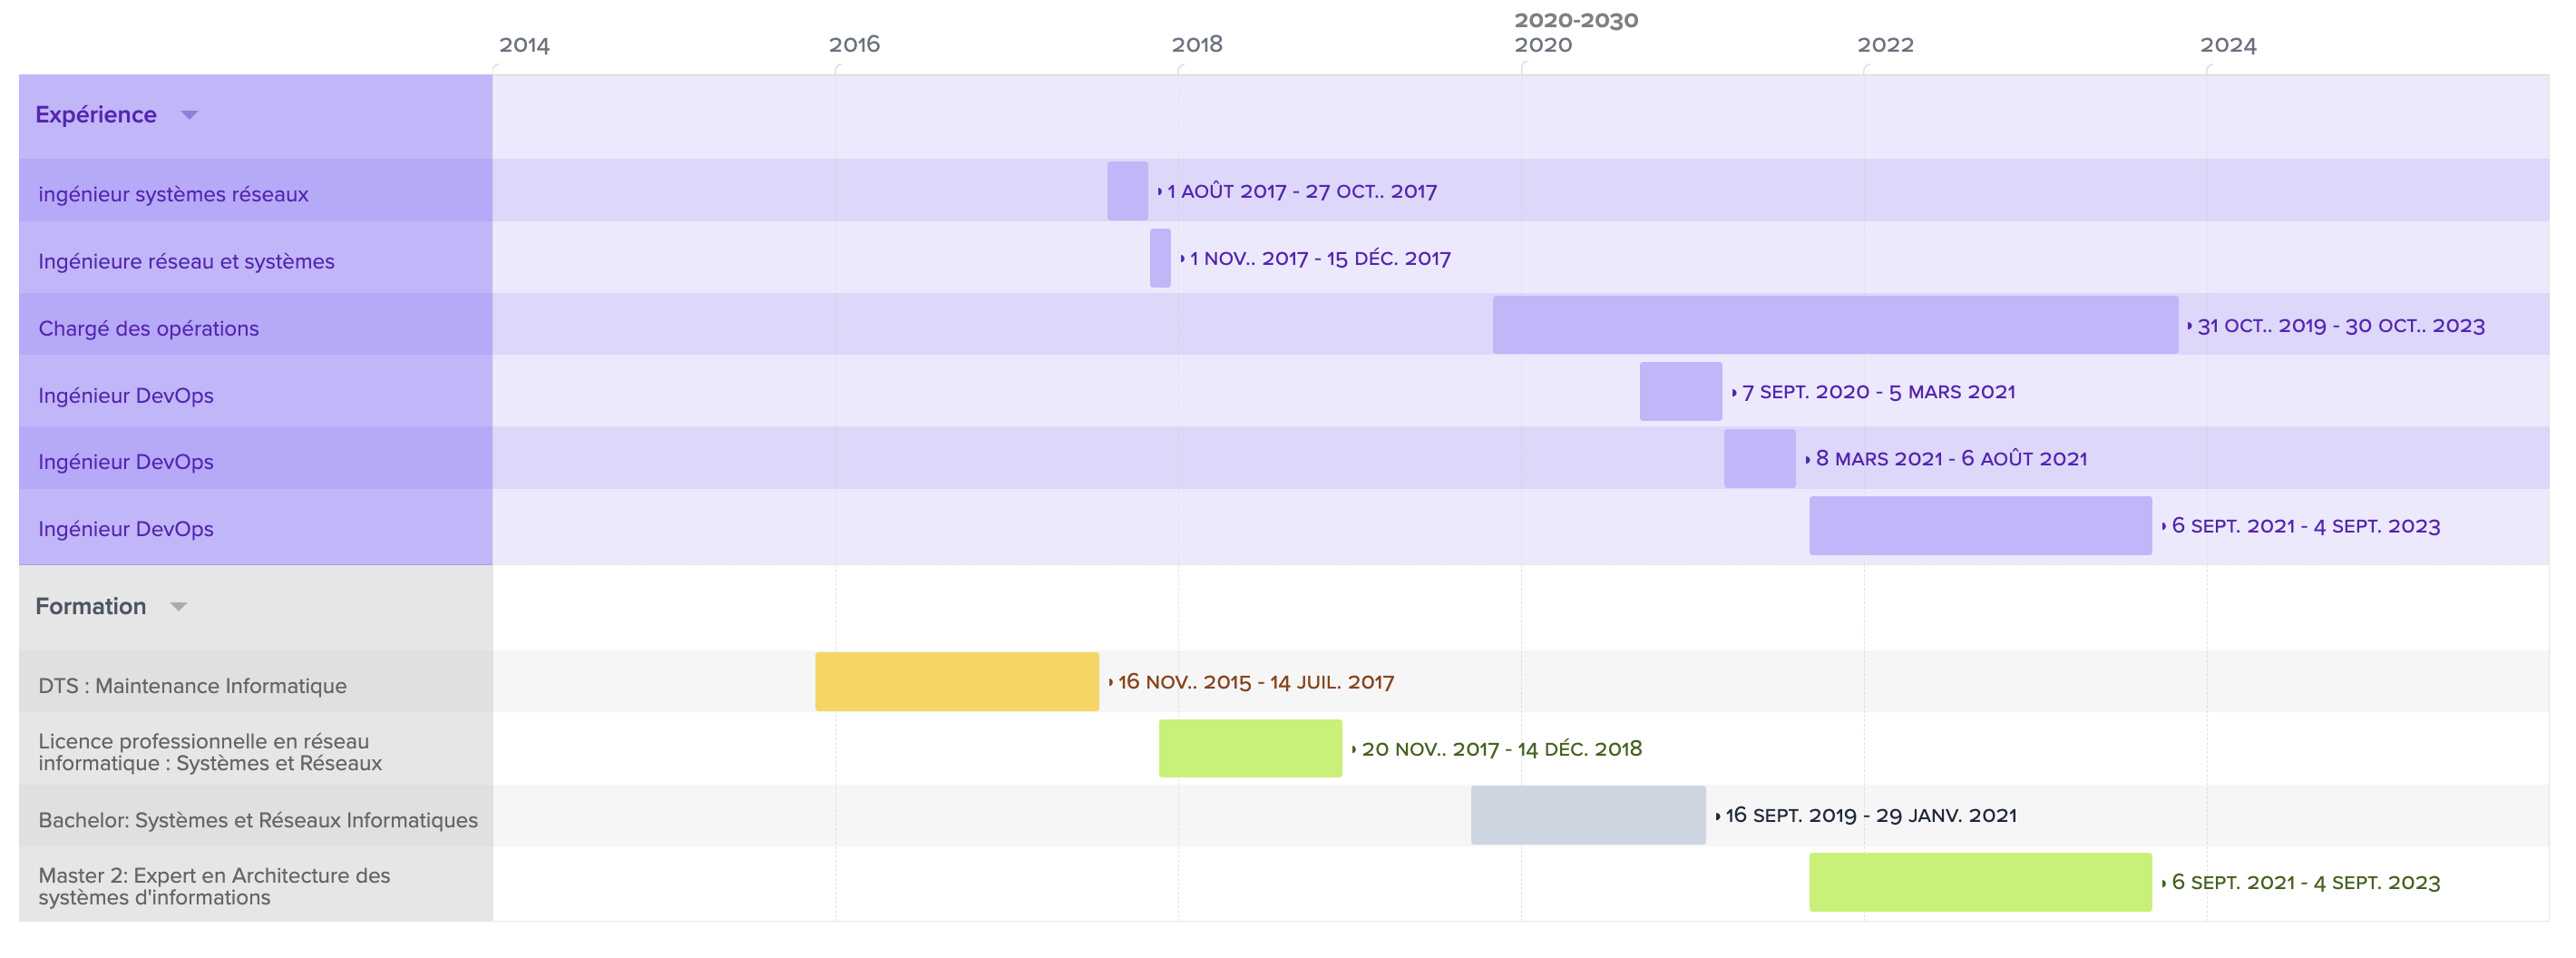 2020-2030
2014 2016 2018 2020 2022 2024
Expérience
ingénieur systèmes réseaux 1 AOÛT 2017 - 27 OCT.. 2017
Ingénieure réseau et systèmes 1 NOV.. 2017 - 15 DÉC. 2017
Chargé des opérations 31 OCT.. 2019 - 30 OCT.. 2023
Ingénieur DevOps 7 SEPT. 2020 - 5 MARS 2021
Ingénieur DevOps 8 MARS 2021 - 6 AOÛT 2021
Ingénieur DevOps 6 SEPT. 2021 - 4 SEPT. 2023
Formation
DTS : Maintenance Informatique 16 NOV.. 2015 - 14 JUIL. 2017
Licence professionnelle en réseau
informatique : Systèmes et Réseaux 20 NOV.. 2017 - 14 DÉC. 2018
Bachelor: Systèmes et Réseaux Informatiques 16 SEPT. 2019 - 29 JANV. 2021
Master 2: Expert en Architecture des
systèmes d'informations 6 SEPT. 2021 - 4 SEPT. 2023